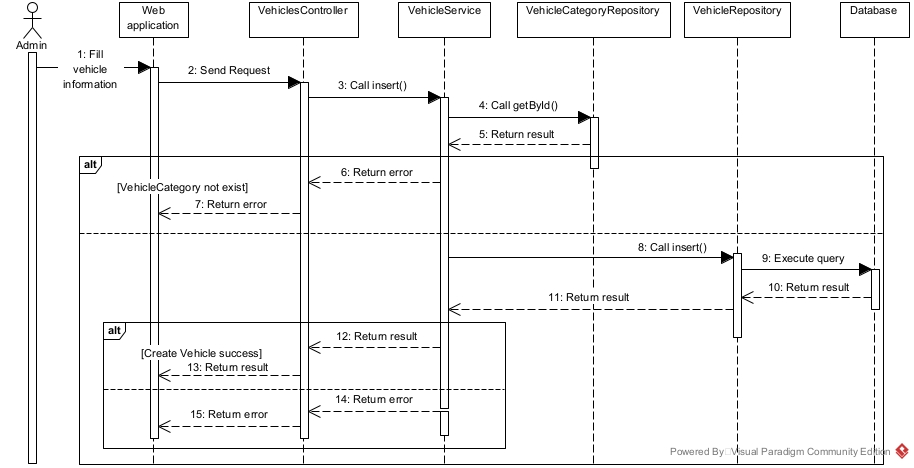 Admin
Web
application
VehiclesController
VehicleService
VehicleCategoryRepository
VehicleRepository
Database
1: Fill
vehicle
information
2: Send Request
3: Call insert()
4: Call getById()
5: Return result
alt
6: Return error
[VehicleCategory not exist]
7: Return error
8: Call insert()
9: Execute query
10: Return result
11: Return result
alt
12: Return result
[Create Vehicle success]
13: Return result
14: Return error
15: Return error
Powered By Visual Paradigm Community Edition